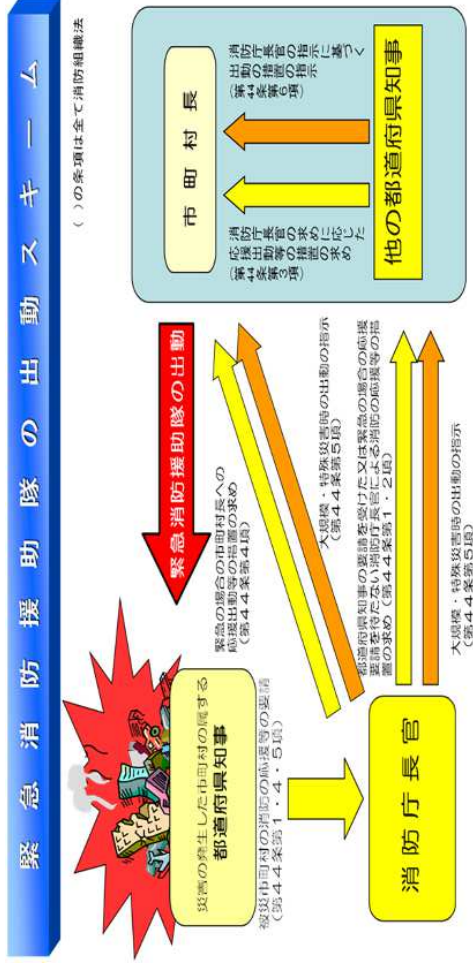 緊急消防援助隊の出動スキーム
( )の条項は全て消防組織法
災害の発生した市町村の属する
都道府県知事
緊急消防援助隊の出動
市町村長
消防庁長官の求めに応じた
応援出動等の措置の求め
(第44条第3項)
消防庁長官の指示に基づく
出動の措置の指示
(第44条第6項)
他の都道府県知事
被災市町村の消防の応援等の要請
(第44条第1・4・5項)
緊急の場合の市町村長への
応援出動等の措置の求め
(第44条第4項)
大規模・特殊災害時の出動の指示
(第44条第5項)
都道府県知事の要請を受けた又は緊急の場合の応援
要請を待たない消防庁長官による消防の応援等の措
置の求め(第44条第1・2項)
消防庁長官
大規模・特殊災害時の出動の指示
(第44条第5項)